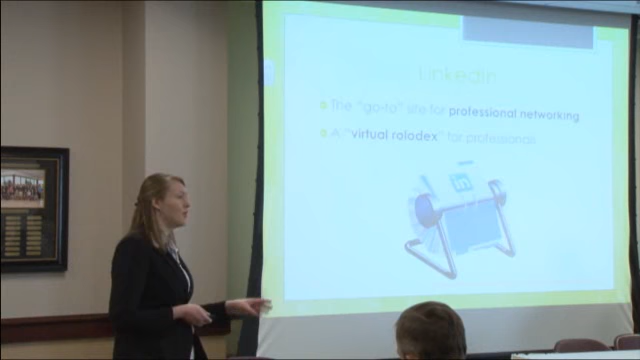 LinkedIn
The "go-to" site for professional networking
A "virtual rolodex" for professionals
in